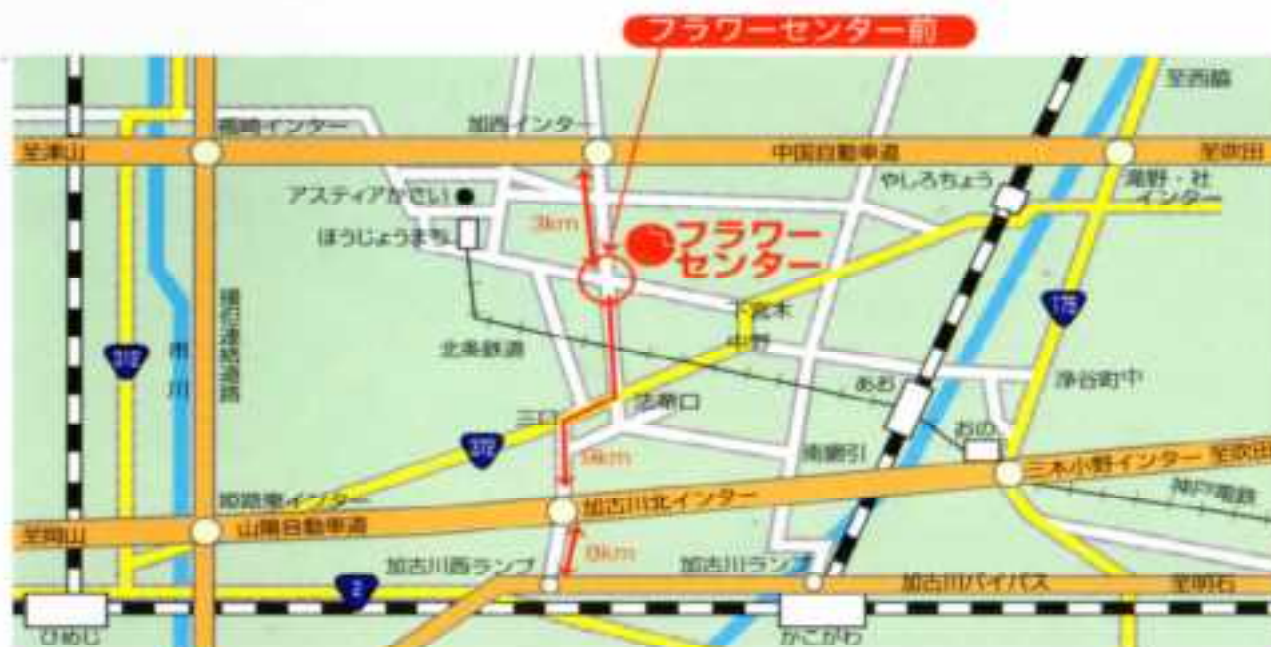 フラワーセンター前
至西脇
福崎インター
加西インター
至津山
中国自動車道
至吹田
やしろちょう
滝野・社
インター
アスティアかさい
ほうじょうまち
3km
フラワー
センター
175
播但連絡道路
市川
北条鉄道
中野
312
あお
浄谷町中
三口
法華口
おの
372
南網引
三木小野インター
至吹田
神戸電鉄
姫路東インター
加古川北インター
至岡山
山陽自動車道
8km
加古川西ランプ
加古川ランプ
加古川バイパス
至明石
2
ひめじ
かこがわ